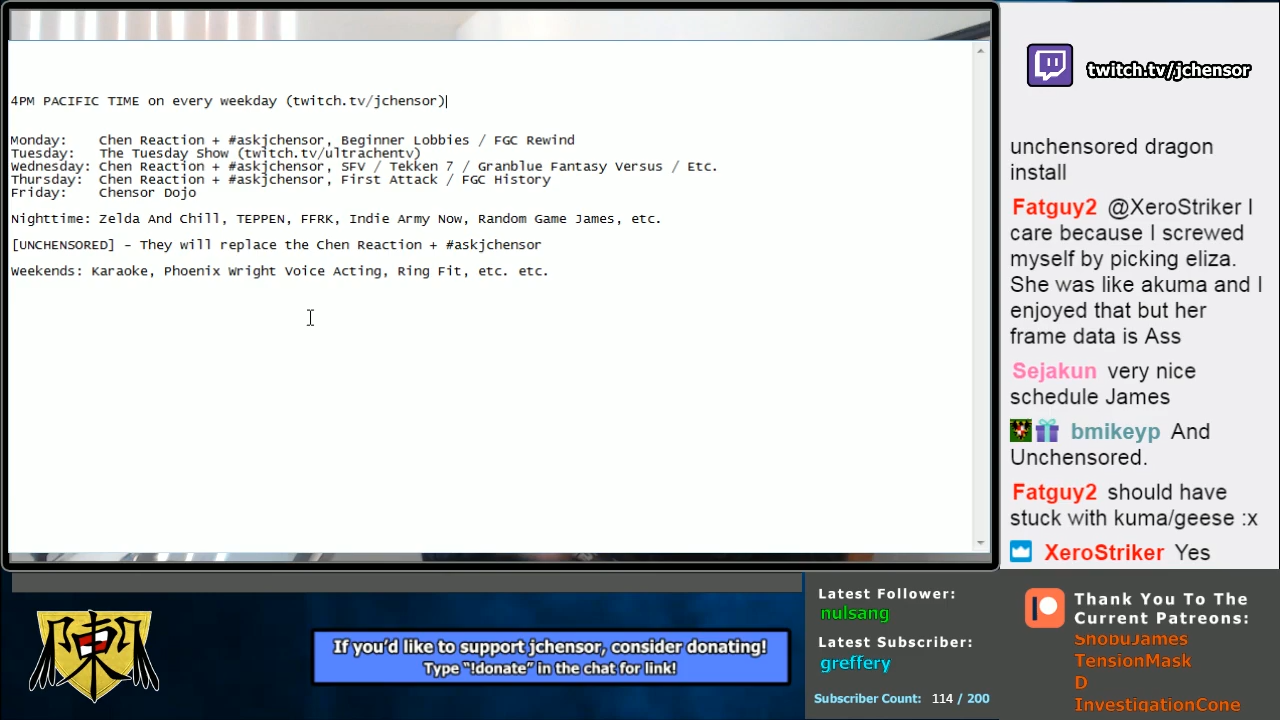 4PM PACIFIC TIME on every weekday (twitch.tv/jchensor)
Monday: Chen Reaction + #askjchensor, Beginner Lobbies / FGC Rewind
Tuesday: The Tuesday Show (twitch.tv/ultrachentv)
Wednesday: Chen Reaction + #askjchensor, SFV / Tekken 7 / Granblue Fantasy Versus / Etc.
Thursday: Chen Reaction + #askjchensor, First Attack / FGC History
Friday: Chensor Dojo
Nighttime: Zelda And Chill, TEPPEN, FFRK, Indie Army Now, Random Game James, etc.
[UNCHENSORED] - They will replace the Chen Reaction + #askjchensor
Weekends: Karaoke, Phoenix Wright Voice Acting, Ring Fit, etc. etc.
twitch.tv/jchensor
unchensored dragon
install
Fatguy2 @XeroStriker I
care because I screwed
myself by picking eliza.
She was like akuma and I
enjoyed that but her
frame data is Ass
Sejakun very nice
schedule James
bmikeyp And
Unchensored.
Fatguy2 should have
stuck with kuma/geese :x
XeroStriker Yes
陳
If you'd like to support jchensor, consider donating!
Type "!donate" in the chat for link!
Latest Follower:
nulsang
Latest Subscriber:
greffery
Subscriber Count: 114 / 200
Thank You To The
Current Patreons:
ShobuJames
TensionMask
D
InvestigationCone